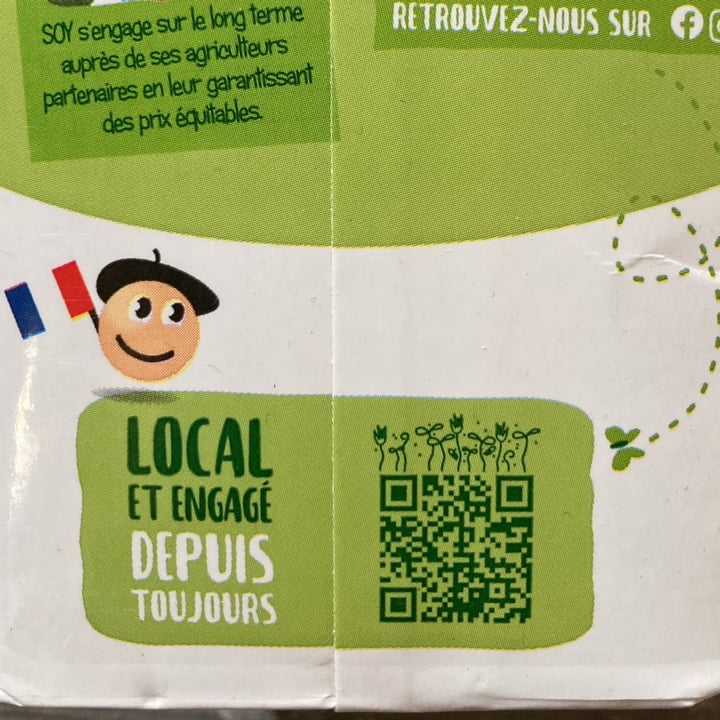 SOY s'engage sur le long terme
auprès de ses agriculteurs
partenaires en leur garantissant
des prix équitables.
RETROUVEZ-NOUS SUR
LOCAL
ET ENGAGÉ
DEPUIS
TOUJOURS